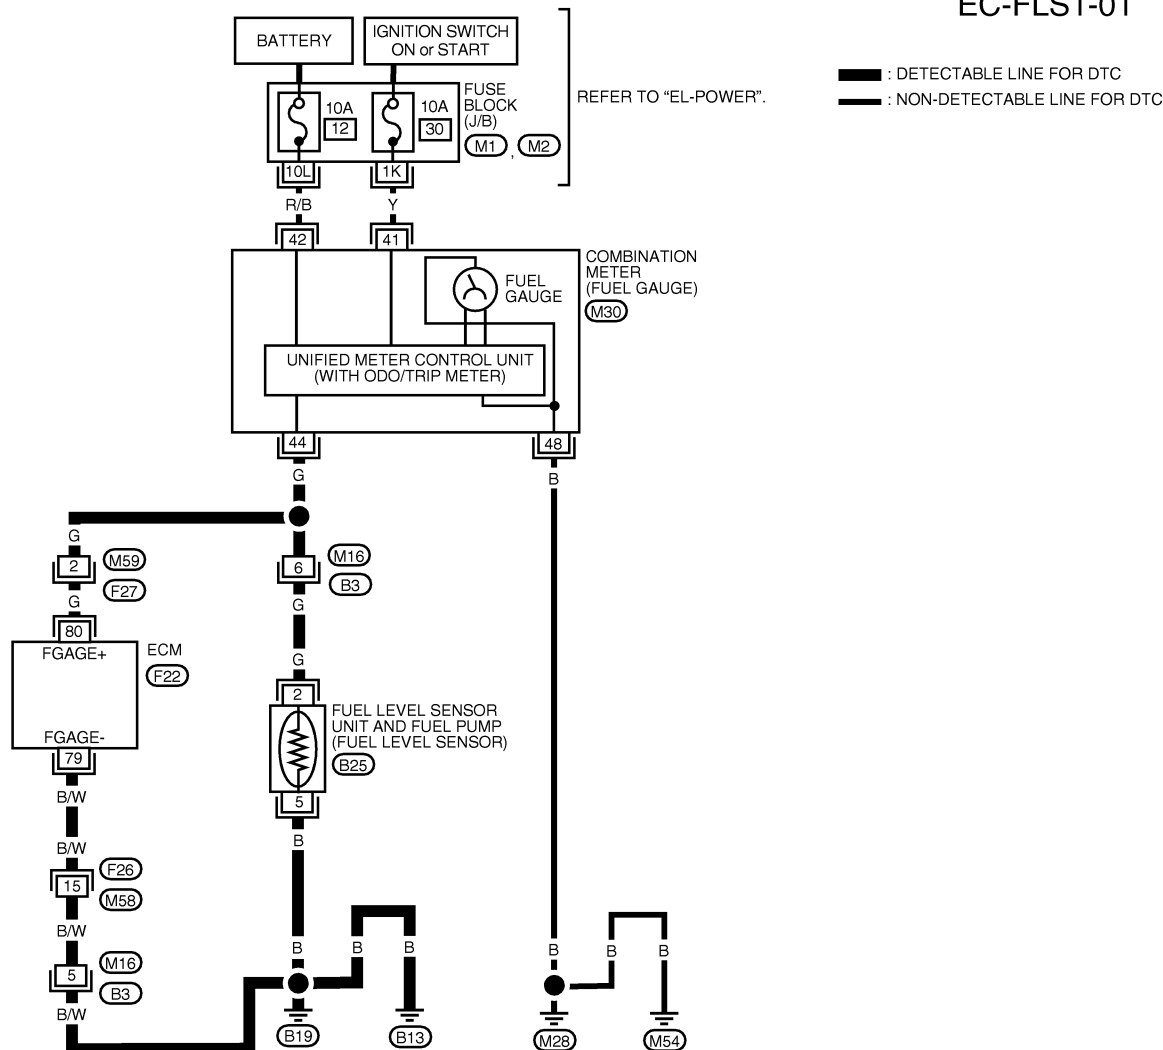 EC-FLS1-01
BATTERY
IGNITION SWITCH
ON or START
: DETECTABLE LINE FOR DTC
: NON-DETECTABLE LINE FOR DTC
10A
12
10A
30
FUSE
BLOCK
(J/B)
M1 , M2
REFER TO “EL-POWER”.
10L
1K
R/B
Y
42
41
COMBINATION
METER
(FUEL GAUGE)
M30
FUEL
GAUGE
UNIFIED METER CONTROL UNIT
(WITH ODO/TRIP METER)
44
48
G
B
G
2
M59
F27
6
M16
B3
G
G
80
FGAGE+
ECM
F22
FGAGE-
79
G
2
FUEL LEVEL SENSOR
UNIT AND FUEL PUMP
(FUEL LEVEL SENSOR)
B25
5
B/W
B
B/W
15
F26
M58
B/W
5
M16
B3
B/W
B
B
B
B
B
B
B19
B13
M28
M54